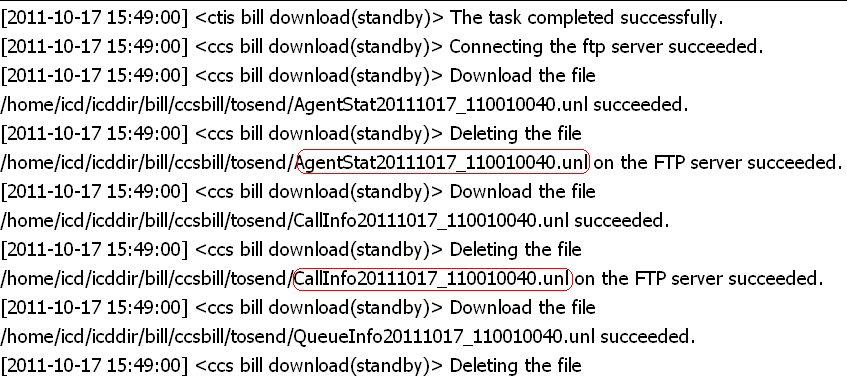 [2011-10-17 15:49:00] <ctis bill download(standby)> The task completed successfully.
[2011-10-17 15:49:00] <ccs bill download(standby)> Connecting the ftp server succeeded.
[2011-10-17 15:49:00] <ccs bill download(standby)> Download the file
/home/icd/icddir/bill/ccsbill/tosend/AgentStat20111017_110010040.unl succeeded.
[2011-10-17 15:49:00] <ccs bill download(standby)> Deleting the file
/home/icd/icddir/bill/ccsbill/tosend/AgentStat20111017_110010040.unl on the FTP server succeeded.
[2011-10-17 15:49:00] <ccs bill download(standby)> Download the file
/home/icd/icddir/bill/ccsbill/tosend/CallInfo20111017_110010040.unl succeeded.
[2011-10-17 15:49:00] <ccs bill download(standby)> Deleting the file
/home/icd/icddir/bill/ccsbill/tosend/CallInfo20111017_110010040.unl on the FTP server succeeded.
[2011-10-17 15:49:00] <ccs bill download(standby)> Download the file
/home/icd/icddir/bill/ccsbill/tosend/QueueInfo20111017_110010040.unl succeeded.
[2011-10-17 15:49:00] <ccs bill download(standby)> Deleting the file